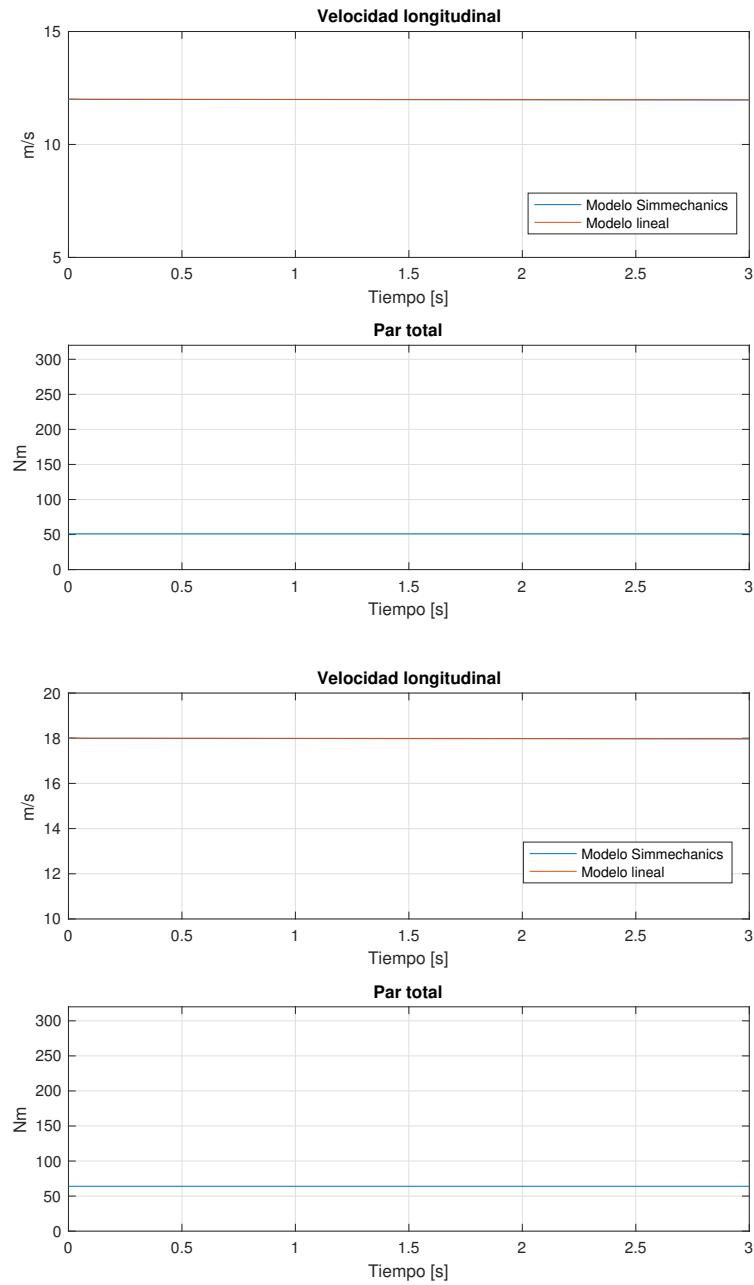 Velocidad longitudinal
15
10
5
m/s
Modelo Simmechanics
Modelo lineal
0 0.5 1 1.5 2 2.5 3
Tiempo [s]
Par total
300
250
200
150
100
50
0
Nm
0 0.5 1 1.5 2 2.5 3
Tiempo [s]
Velocidad longitudinal
20
18
16
14
12
10
m/s
Modelo Simmechanics
Modelo lineal
0 0.5 1 1.5 2 2.5 3
Tiempo [s]
Par total
300
250
200
150
100
50
0
Nm
0 0.5 1 1.5 2 2.5 3
Tiempo [s]